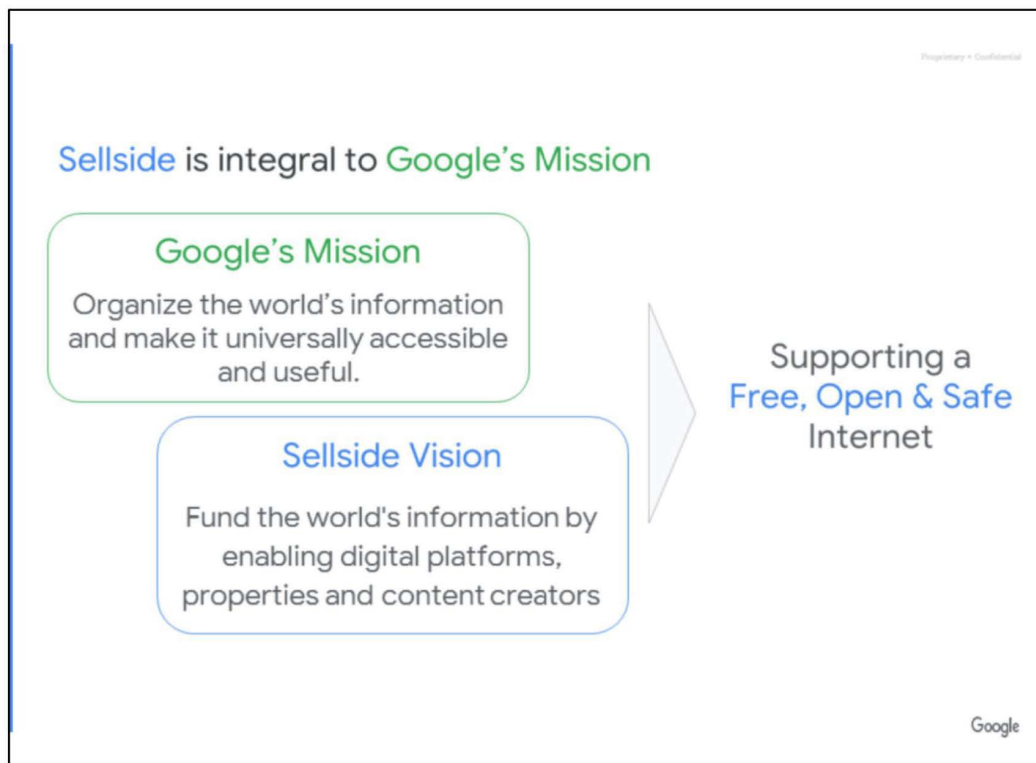 Proprietary + Confidential
Sellside is integral to Google's Mission
Google's Mission
Organize the world's information
and make it universally accessible
and useful.
Sellside Vision
Fund the world's information by
enabling digital platforms,
properties and content creators
Supporting a
Free, Open & Safe
Internet
Google